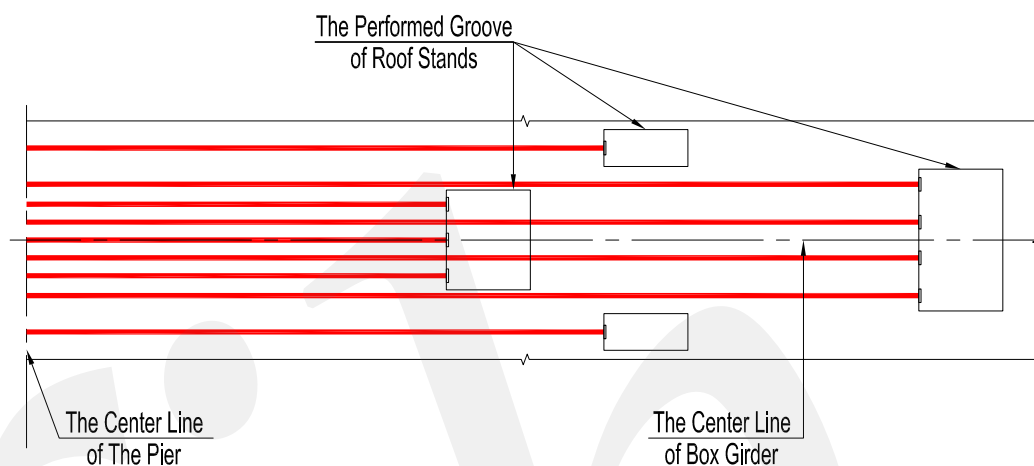 The Performed Groove
of Roof Stands
The Center Line
of The Pier
The Center Line
of Box Girder